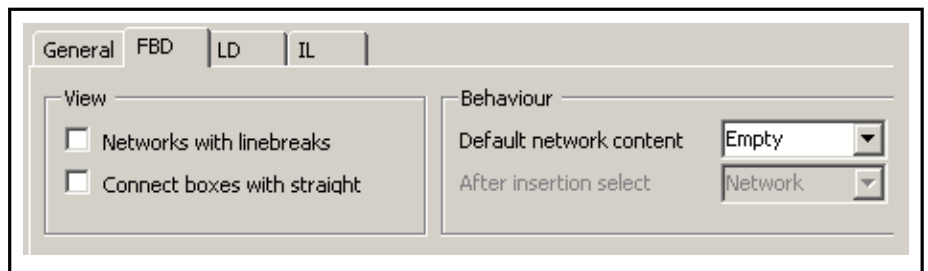 General FBD LD IL
View
Networks with linebreaks
Connect boxes with straight
Behaviour
Default network content Empty
After insertion select Network